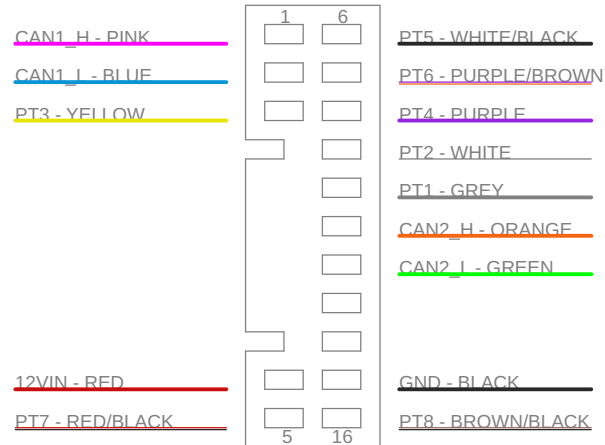 1 6
CAN1_H - PINK
PT5 - WHITE/BLACK
CAN1_L - BLUE
PT6 - PURPLE/BROWN
PT3 - YELLOW
PT4 - PURPLE
PT2 - WHITE
PT1 - GREY
CAN2_H - ORANGE
CAN2_L - GREEN
12VIN - RED
GND - BLACK
PT7 - RED/BLACK
PT8 - BROWN/BLACK
5 16